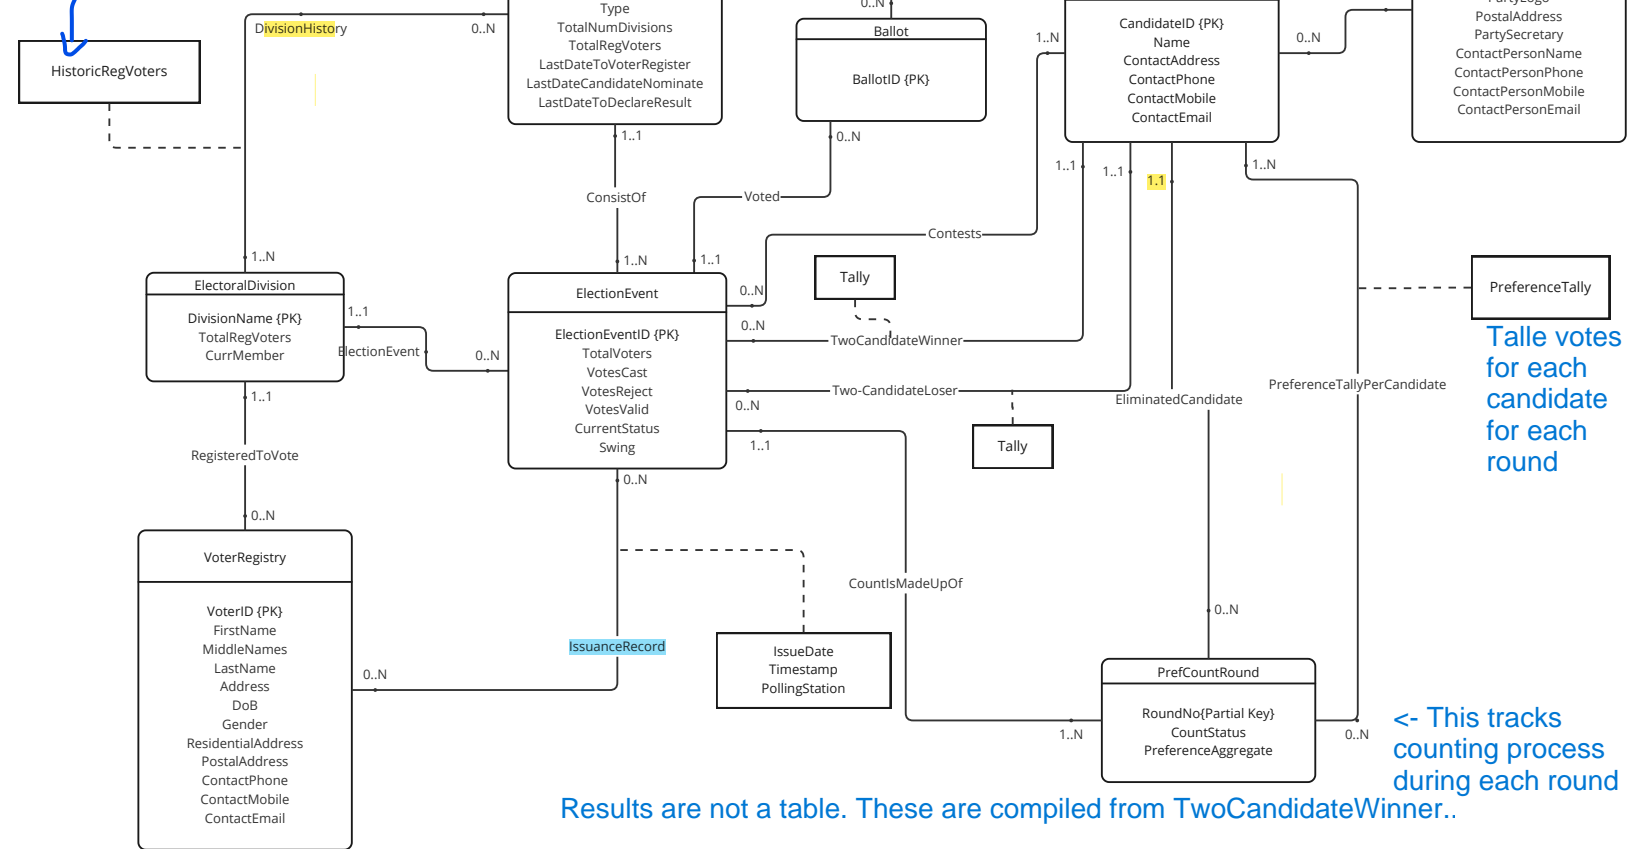 DivisionHistory
0..N
HistoricRegVoters
Type
TotalNumDivisions
TotalRegVoters
LastDateToVoterRegister
LastDateCandidateNominate
LastDateToDeclareResult
0..N
Ballot
BallotID {PK}
1..N
CandidateID {PK}
Name
ContactAddress
ContactPhone
ContactMobile
ContactEmail
0..N
PartyLogo
PostalAddress
PartySecretary
ContactPersonName
ContactPersonPhone
ContactPersonMobile
ContactPersonEmail
1..1
0..N
1..1
1..1
1.1
1..N
ConsistOf
Voted
Contests
1..N
1..N
1..1
ElectoralDivision
DivisionName {PK}
TotalRegVoters
CurrMember
1..1
ElectionEvent
0..N
ElectionEvent
ElectionEventID {PK}
TotalVoters
VotesCast
VotesReject
VotesValid
CurrentStatus
Swing
0..N
0..N
0..N
1..1
Tally
TwoCandidateWinner
Two-CandidateLoser
Tally
EliminatedCandidate
PreferenceTallyPerCandidate
PreferenceTally
Talle votes
for each
candidate
for each
round
1..1
RegisteredToVote
0..N
0..N
VoterRegistry
VoterID {PK}
FirstName
MiddleNames
LastName
Address
DoB
Gender
ResidentialAddress
PostalAddress
ContactPhone
ContactMobile
ContactEmail
0..N
IssuanceRecord
IssueDate
Timestamp
PollingStation
CountIsMadeUpOf
0..N
1..N
PrefCountRound
RoundNo{Partial Key}
CountStatus
PreferenceAggregate
0..N
<- This tracks
counting process
during each round
Results are not a table. These are compiled from TwoCandidateWinner..